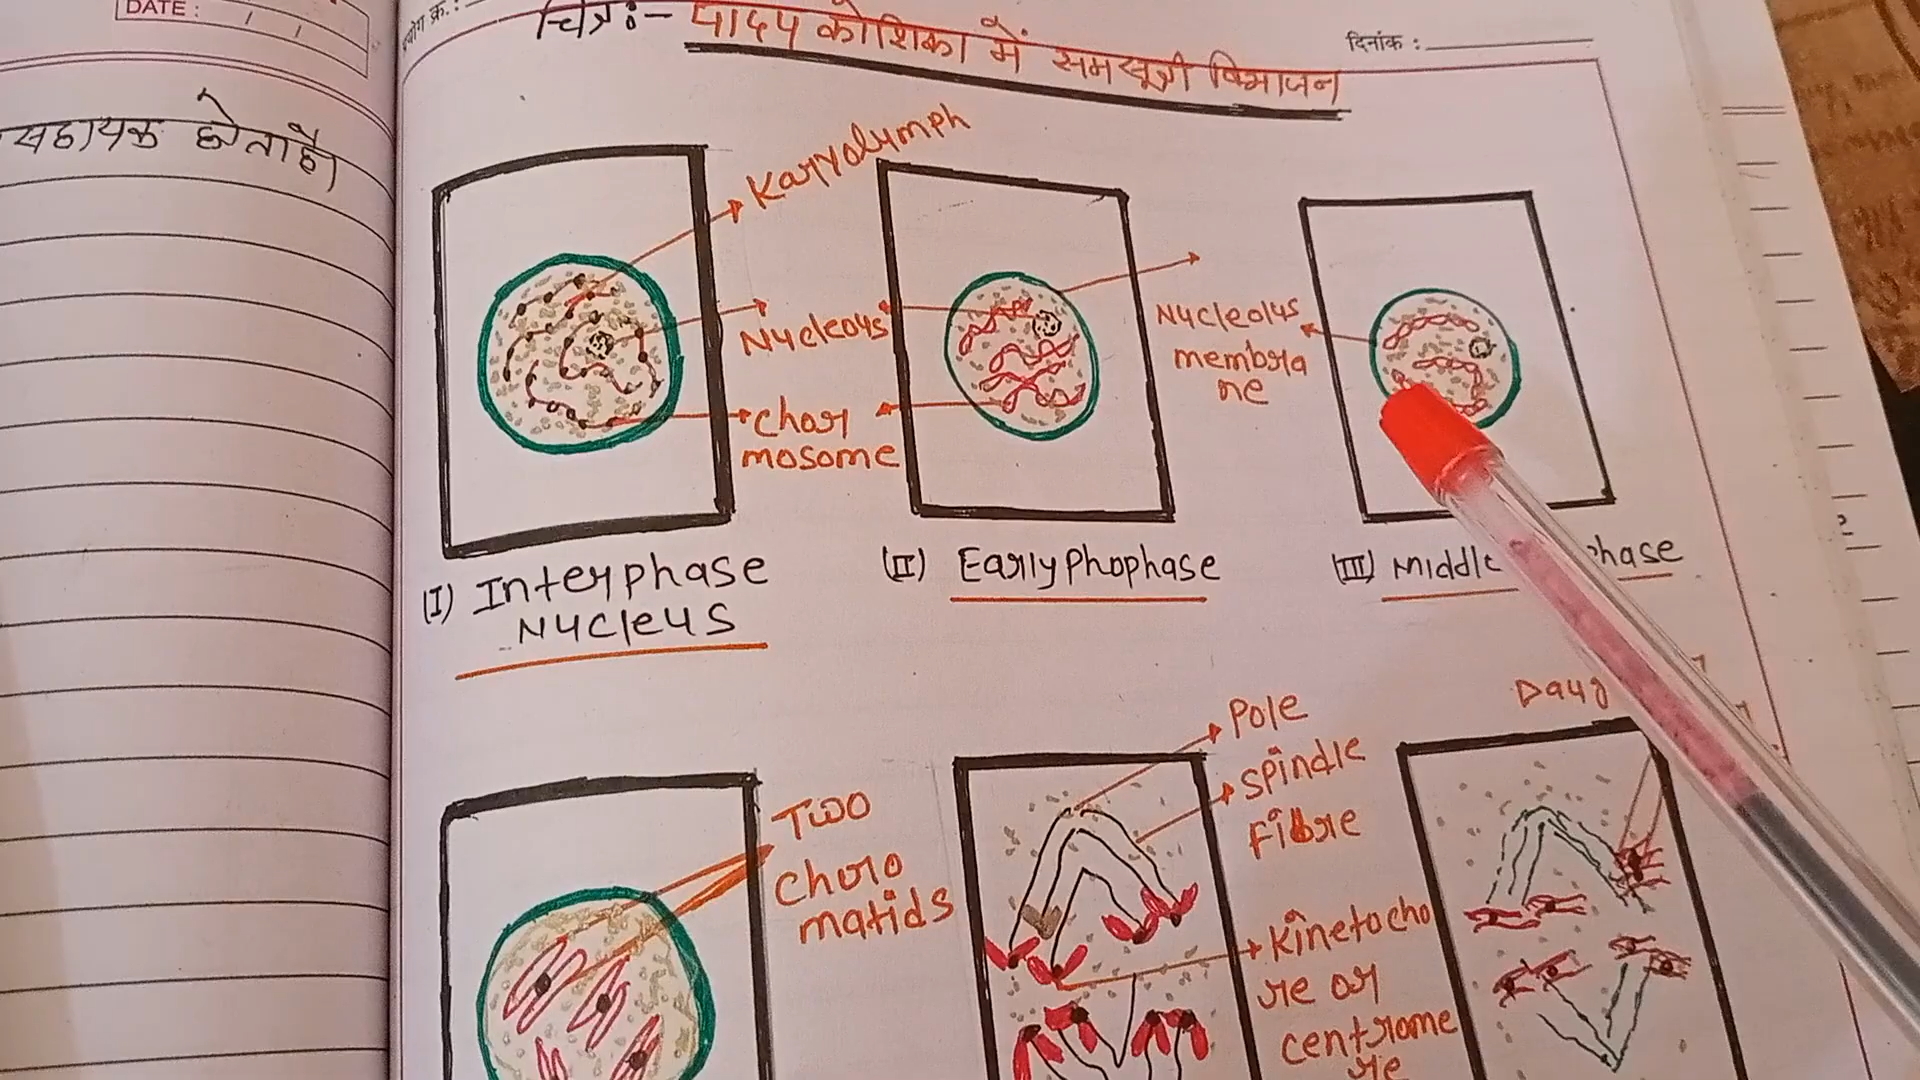 DATE :
सहायक होता है।
चित्र :- पादप कोशिका में समसूत्री विभाजन
दिनांक :
Karyolymph
Nucleous
Char
mosome
Nucleolus
membra
ne
(I) Interphase
Nucleus
(II) Early Phophase
(III) Middle
phase
Two
Choro
matids
Pole
Spindle
Fibre
Kinetocho
re or
centrome
re